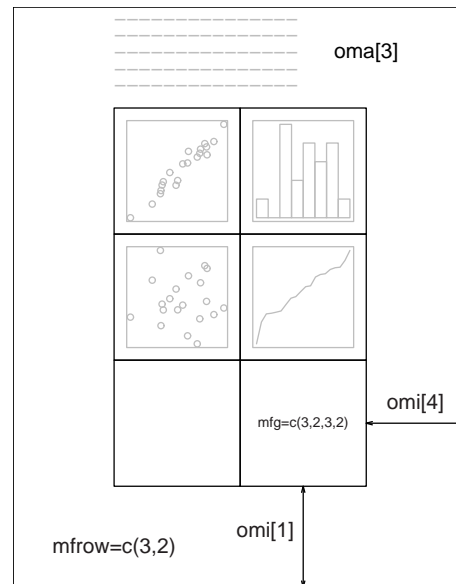 oma[3]
mfg=c(3,2,3,2)
omi[4]
omi[1]
mfrow=c(3,2)